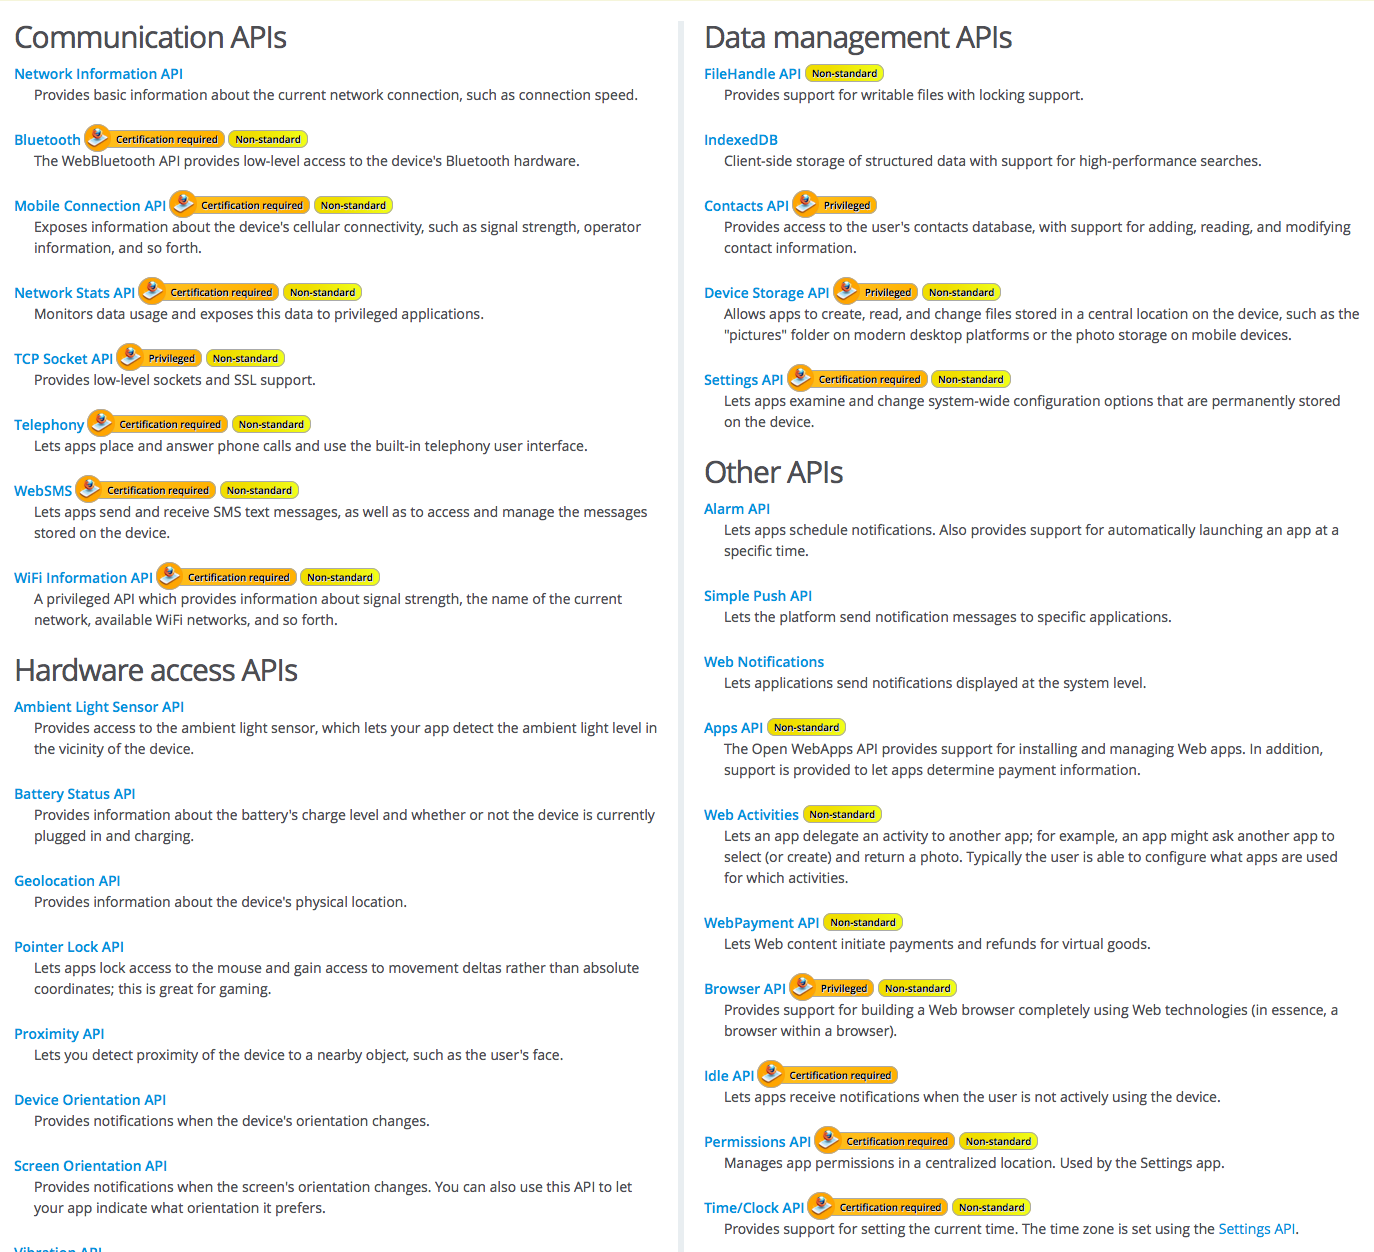 Communication APIs
Network Information API
Provides basic information about the current network connection, such as connection speed.
Bluetooth Certification required Non-standard
The WebBluetooth API provides low-level access to the device's Bluetooth hardware.
Mobile Connection API Certification required Non-standard
Exposes information about the device's cellular connectivity, such as signal strength, operator
information, and so forth.
Network Stats API Certification required Non-standard
Monitors data usage and exposes this data to privileged applications.
TCP Socket API Privileged Non-standard
Provides low-level sockets and SSL support.
Telephony Certification required Non-standard
Lets apps place and answer phone calls and use the built-in telephony user interface.
WebSMS Certification required Non-standard
Lets apps send and receive SMS text messages, as well as to access and manage the messages
stored on the device.
WiFi Information API Certification required Non-standard
A privileged API which provides information about signal strength, the name of the current
network, available WiFi networks, and so forth.
Hardware access APIs
Ambient Light Sensor API
Provides access to the ambient light sensor, which lets your app detect the ambient light level in
the vicinity of the device.
Battery Status API
Provides information about the battery's charge level and whether or not the device is currently
plugged in and charging.
Geolocation API
Provides information about the device's physical location.
Pointer Lock API
Lets apps lock access to the mouse and gain access to movement deltas rather than absolute
coordinates; this is great for gaming.
Proximity API
Lets you detect proximity of the device to a nearby object, such as the user's face.
Device Orientation API
Provides notifications when the device's orientation changes.
Screen Orientation API
Provides notifications when the screen's orientation changes. You can also use this API to let
your app indicate what orientation it prefers.
Vibration API
Data management APIs
FileHandle API Non-standard
Provides support for writable files with locking support.
IndexedDB
Client-side storage of structured data with support for high-performance searches.
Contacts API Privileged
Provides access to the user's contacts database, with support for adding, reading, and modifying
contact information.
Device Storage API Privileged Non-standard
Allows apps to create, read, and change files stored in a central location on the device, such as the
"pictures" folder on modern desktop platforms or the photo storage on mobile devices.
Settings API Certification required Non-standard
Lets apps examine and change system-wide configuration options that are permanently stored
on the device.
Other APIs
Alarm API
Lets apps schedule notifications. Also provides support for automatically launching an app at a
specific time.
Simple Push API
Lets the platform send notification messages to specific applications.
Web Notifications
Lets applications send notifications displayed at the system level.
Apps API Non-standard
The Open WebApps API provides support for installing and managing Web apps. In addition,
support is provided to let apps determine payment information.
Web Activities Non-standard
Lets an app delegate an activity to another app; for example, an app might ask another app to
select (or create) and return a photo. Typically the user is able to configure what apps are used
for which activities.
WebPayment API Non-standard
Lets Web content initiate payments and refunds for virtual goods.
Browser API Privileged Non-standard
Provides support for building a Web browser completely using Web technologies (in essence, a
browser within a browser).
Idle API Certification required
Lets apps receive notifications when the user is not actively using the device.
Permissions API Certification required Non-standard
Manages app permissions in a centralized location. Used by the Settings app.
Time/Clock API Certification required Non-standard
Provides support for setting the current time. The time zone is set using the Settings API.